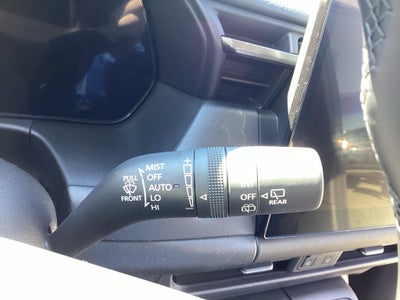 MIST
PULL OFF
AUTO
FRONT LO
HI
INT
OFF
REAR